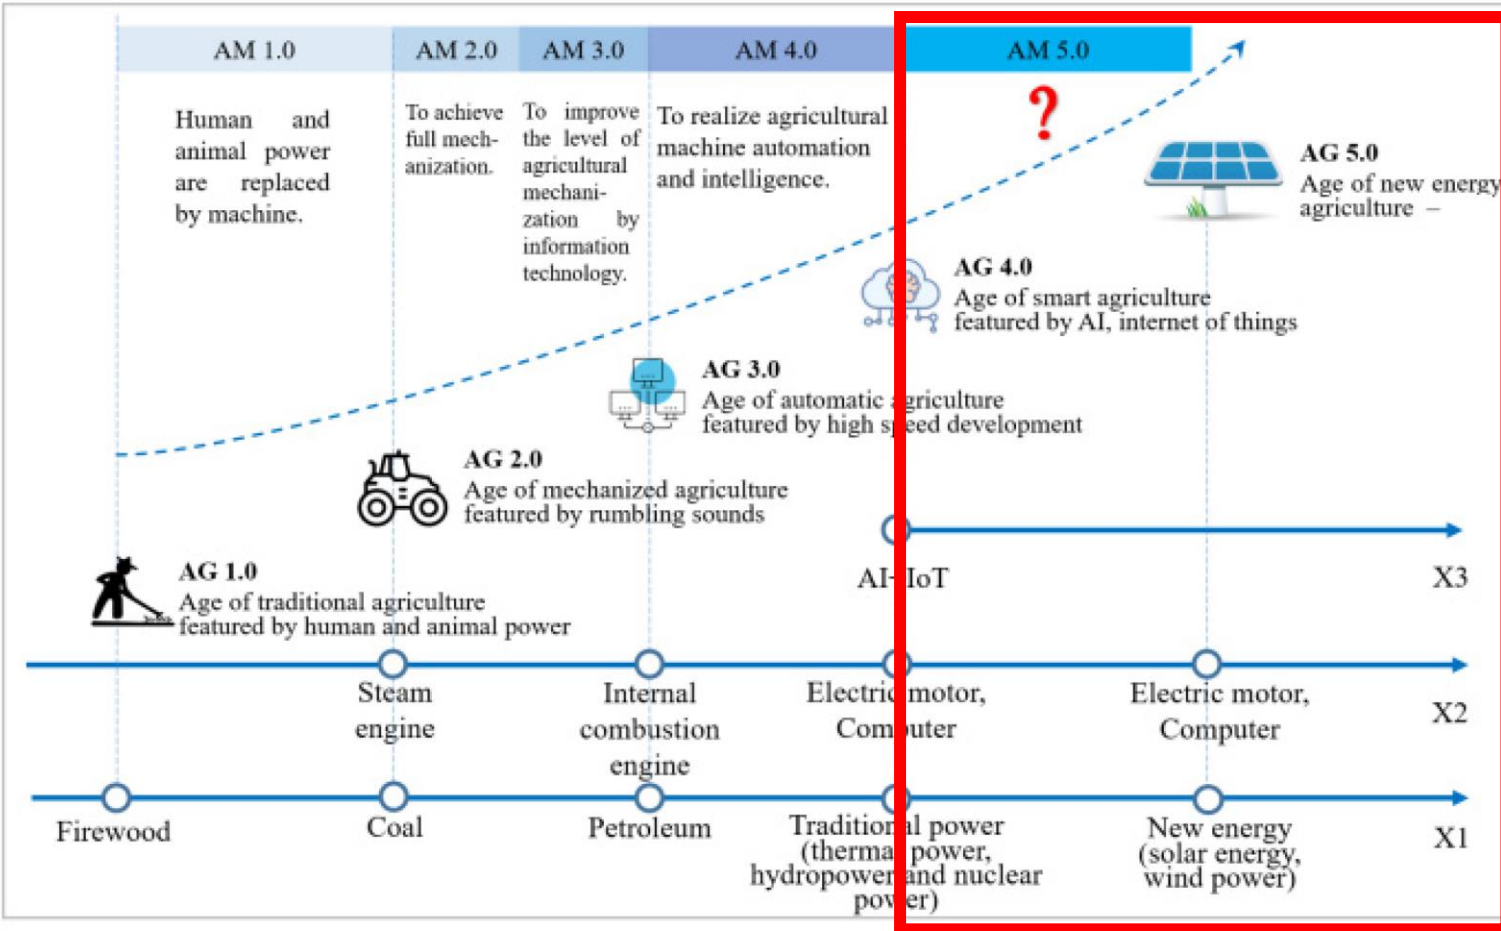 AM 1.0
AM 2.0
AM 3.0
AM 4.0
AM 5.0
Human and
animal power
are replaced
by machine.
To achieve
full mech-
anization.
To improve
the level of
agricultural
mechani-
zation by
information
technology.
To realize agricultural
machine automation
and intelligence.
?
AG 5.0
Age of new energy
agriculture –
AG 4.0
Age of smart agriculture
featured by AI, internet of things
AG 3.0
Age of automatic agriculture
featured by high speed development
AG 2.0
Age of mechanized agriculture
featured by rumbling sounds
AG 1.0
Age of traditional agriculture
featured by human and animal power
AI+IoT
X3
Steam
engine
Internal
combustion
engine
Electric motor,
Computer
Electric motor,
Computer
X2
Firewood
Coal
Petroleum
Traditional power
(thermal power,
hydropower and nuclear
power)
New energy
(solar energy,
wind power)
X1